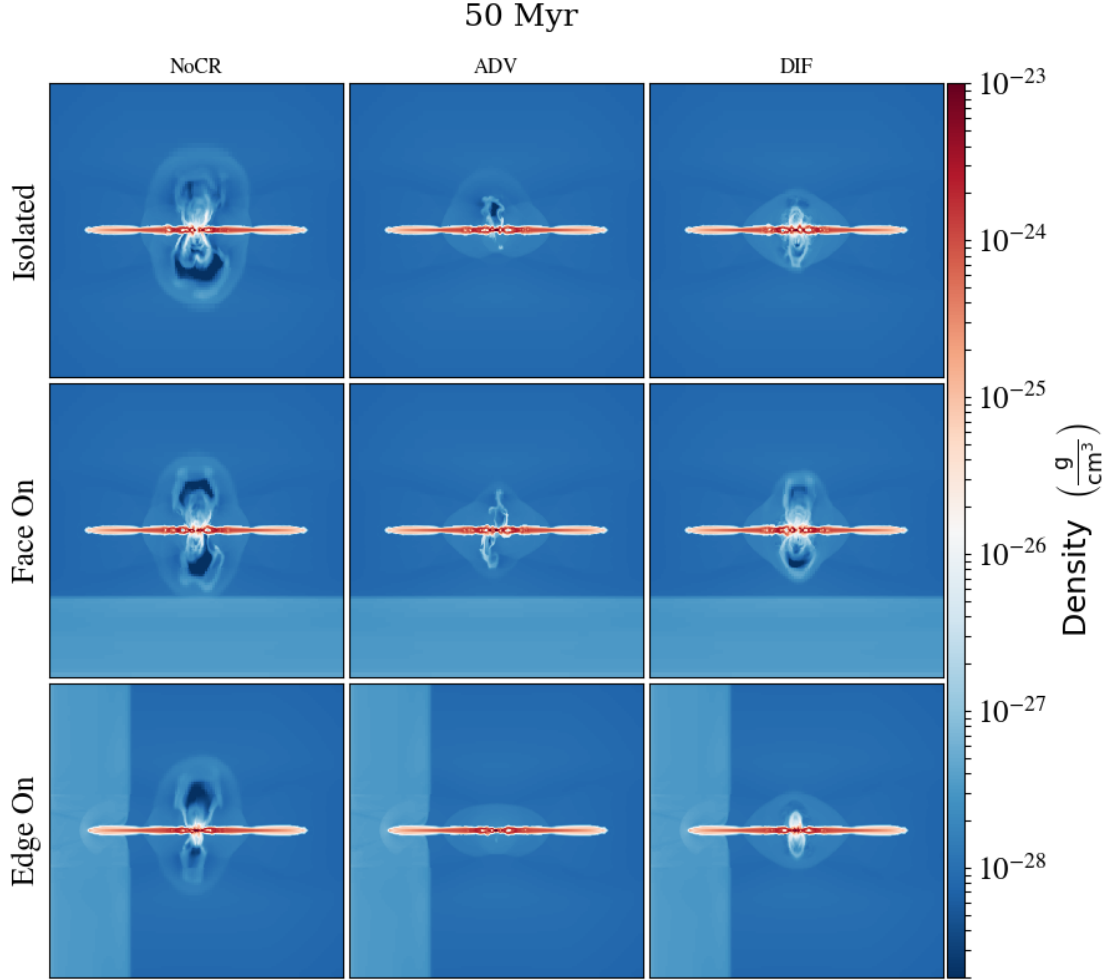 50 Myr
NoCR ADV DIF
Isolated
Face On
Edge On
10⁻²³
10⁻²⁴
10⁻²⁵
10⁻²⁶
10⁻²⁷
10⁻²⁸
Density (g/cm³)